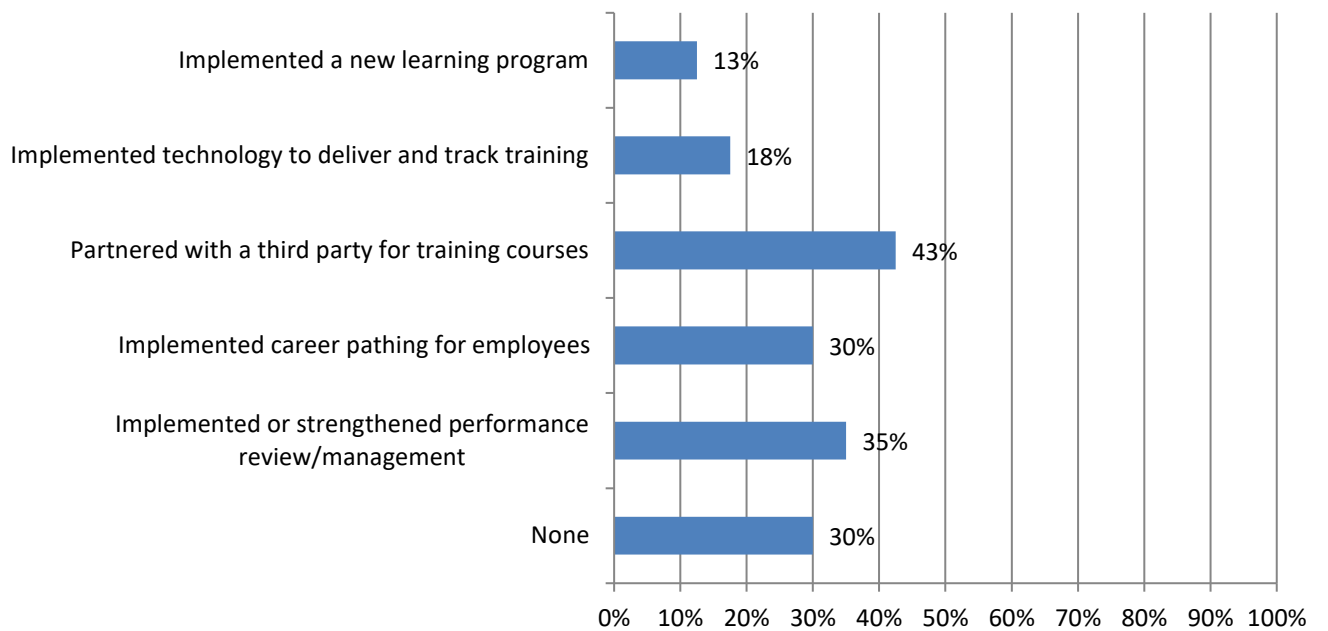 Implemented a new learning program
13%
Implemented technology to deliver and track training
18%
Partnered with a third party for training courses
43%
Implemented career pathing for employees
30%
Implemented or strengthened performance
review/management
35%
None
30%
0% 10% 20% 30% 40% 50% 60% 70% 80% 90% 100%